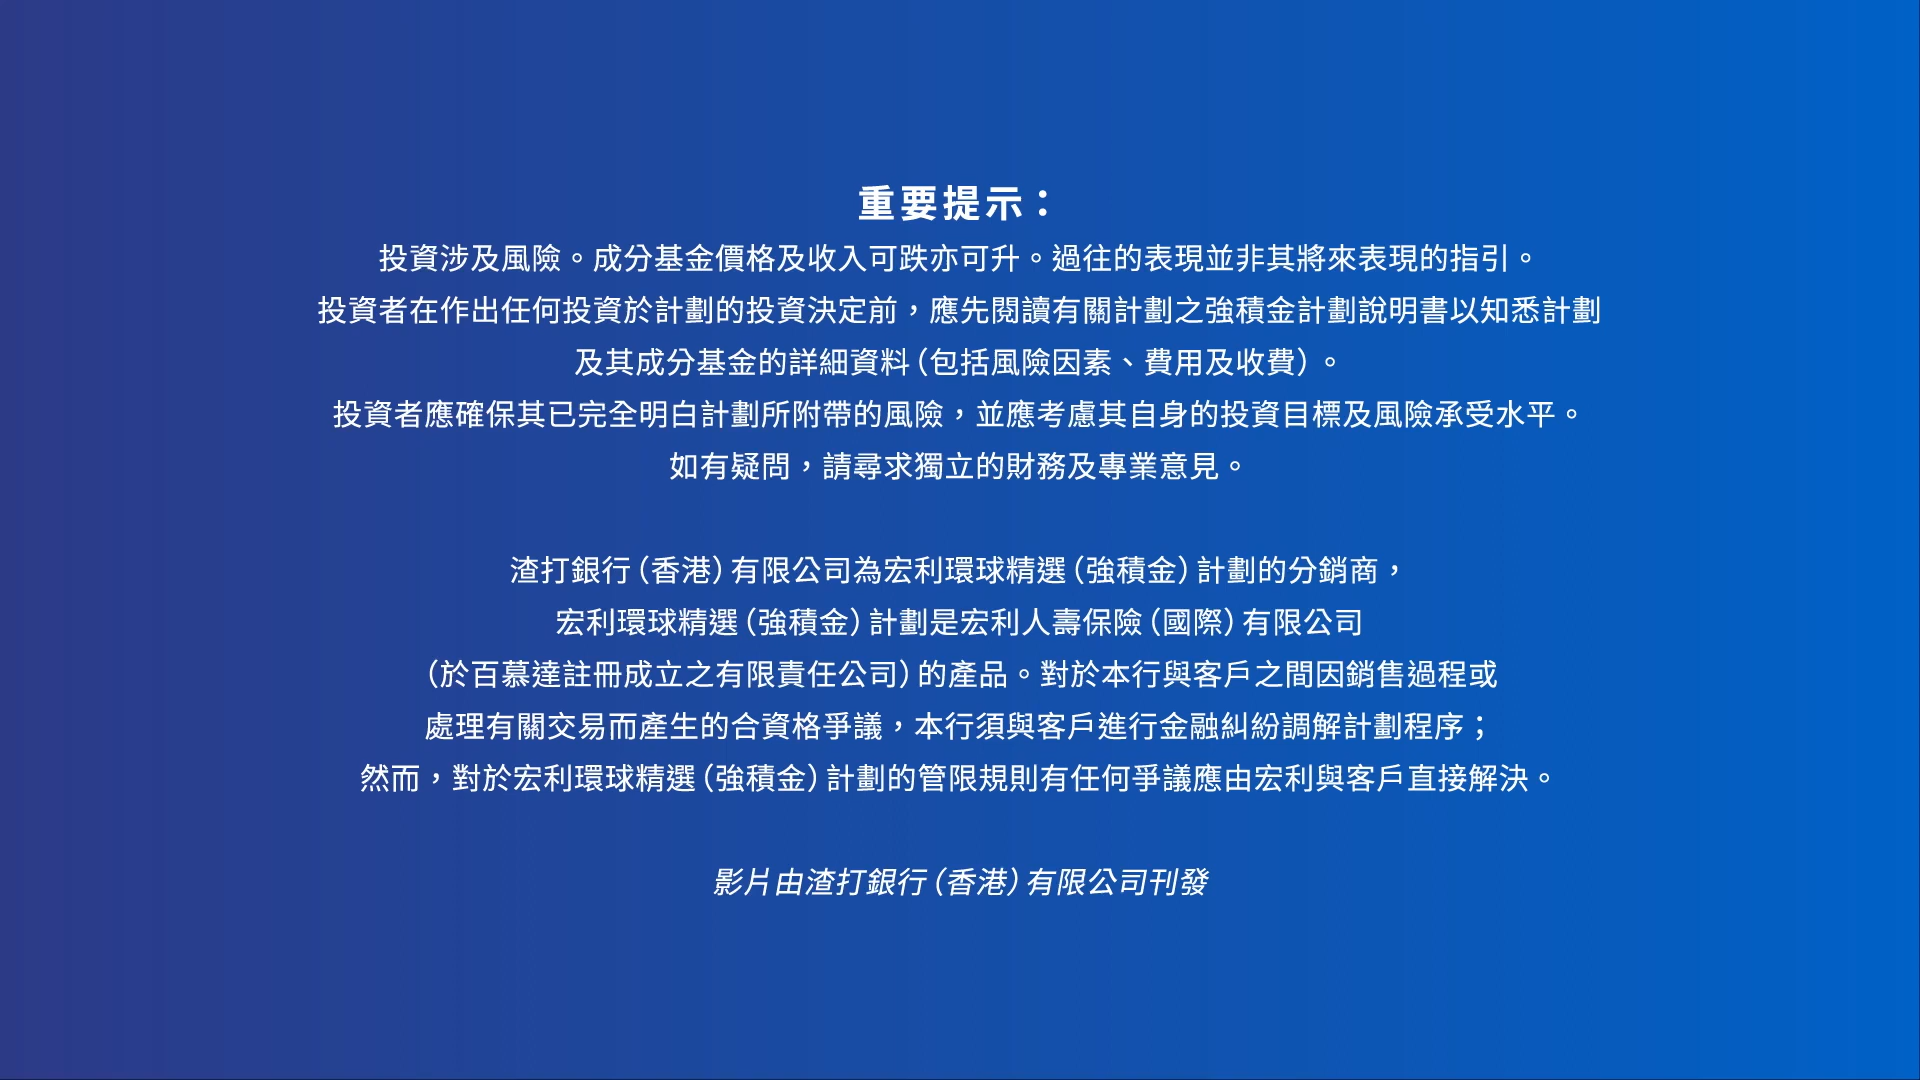 重要提示：
投資涉及風險。成分基金價格及收入可跌亦可升。過往的表現並非其將來表現的指引。
投資者在作出任何投資於計劃的投資決定前，應先閱讀有關計劃之強積金計劃說明書以知悉計劃
及其成分基金的詳細資料（包括風險因素、費用及收費）。
投資者應確保其已完全明白計劃所附帶的風險，並應考慮其自身的投資目標及風險承受水平。
如有疑問，請尋求獨立的財務及專業意見。
渣打銀行（香港）有限公司為宏利環球精選（強積金）計劃的分銷商，
宏利環球精選（強積金）計劃是宏利人壽保險（國際）有限公司
（於百慕達註冊成立之有限責任公司）的產品。對於本行與客戶之間因銷售過程或
處理有關交易而產生的合資格爭議，本行須與客戶進行金融糾紛調解計劃程序；
然而，對於宏利環球精選（強積金）計劃的管限規則有任何爭議應由宏利與客戶直接解決。
影片由渣打銀行（香港）有限公司刊發